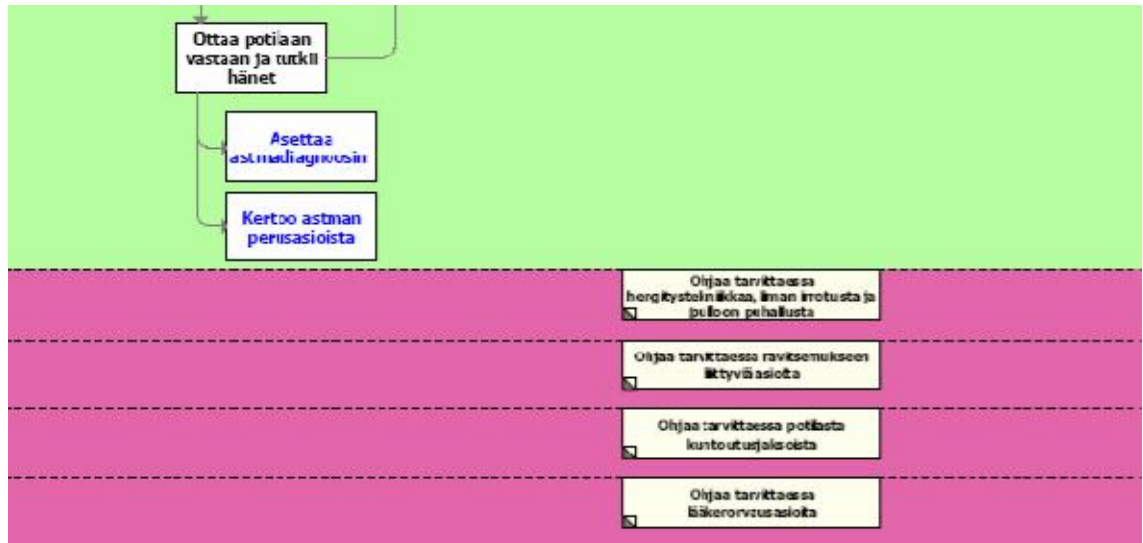 Ottaa potilaan
vastaan ja tutkii
hänet
Asettaa
astmadiagnoosin
Kertoo astman
perusasioista
Ohjaa tarvittaessa
hengitystekniikkaa, liman irrotusta ja
pulloon puhallusta
Ohjaa tarvittaessa ravitsemukseen
liittyviä asioita
Ohjaa tarvittaessa potilasta
kuntoutusjaksoista
Ohjaa tarvittaessa
lääkekorvausasioita